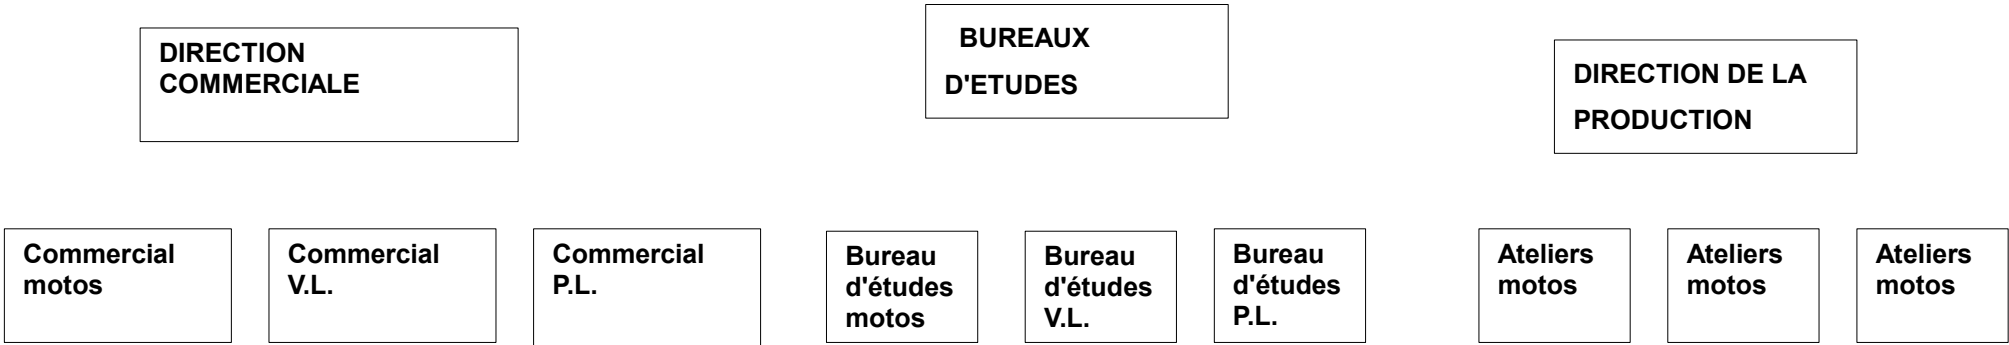 DIRECTION
COMMERCIALE
BUREAUX
D'ETUDES
DIRECTION DE LA
PRODUCTION
Commercial
motos
Commercial
V.L.
Commercial
P.L.
Bureau
d'études
motos
Bureau
d'études
V.L.
Bureau
d'études
P.L.
Ateliers
motos
Ateliers
motos
Ateliers
motos